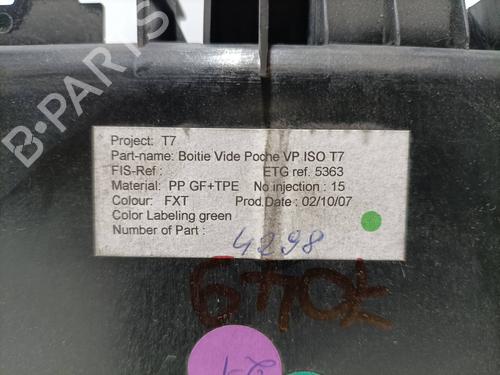 B-PARTS
Project: T7
Part-name: Boitie Vide Poche VP ISO T7
FIS-Ref : ETG ref. 5363
Material: PP GF+TPE No injection : 15
Colour: FXT Prod.Date : 02/10/07
Color Labeling green
Number of Part :
4298